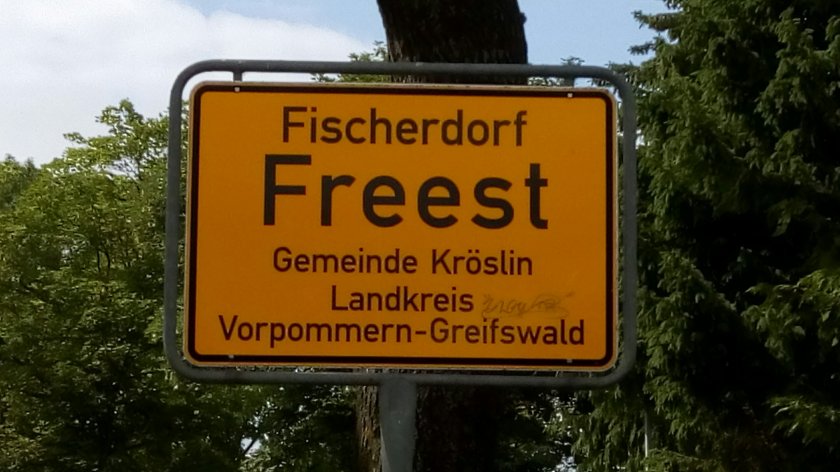 Fischerdorf
Freest
Gemeinde Kröslin
Landkreis
Vorpommern-Greifswald